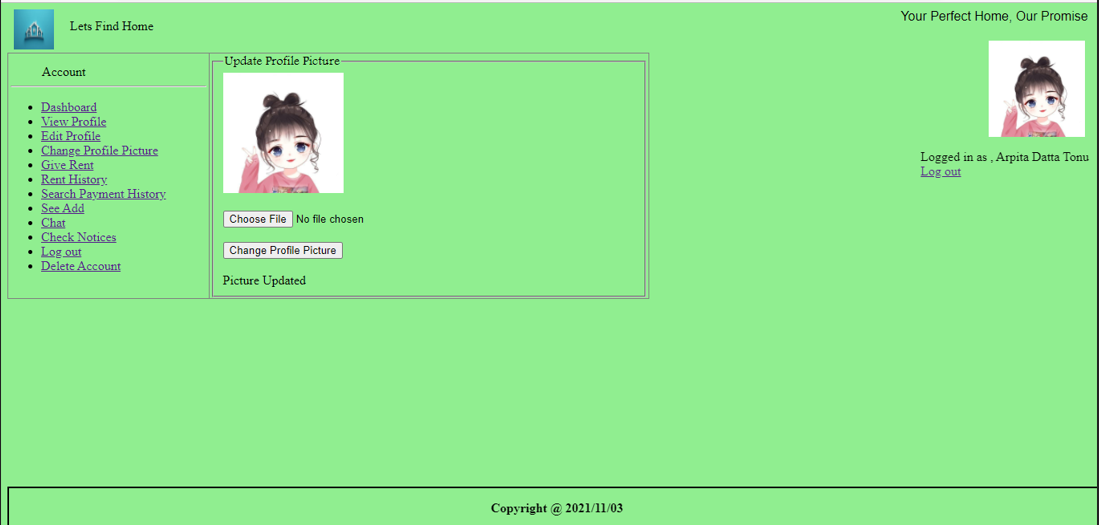 Lets Find Home
Your Perfect Home, Our Promise
Logged in as , Arpita Datta Tonu
Log out
Account
Dashboard
View Profile
Edit Profile
Change Profile Picture
Give Rent
Rent History
Search Payment History
See Add
Chat
Check Notices
Log out
Delete Account
Update Profile Picture
Choose File No file chosen
Change Profile Picture
Picture Updated
Copyright @ 2021/11/03